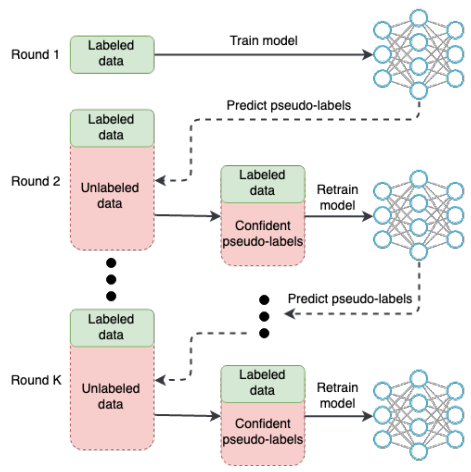 Round 1
Labeled
data
Train model
Predict pseudo-labels
Labeled
data
Round 2
Unlabeled
data
Labeled
data
Confident
pseudo-labels
Retrain
model
Predict pseudo-labels
Labeled
data
Round K
Unlabeled
data
Labeled
data
Confident
pseudo-labels
Retrain
model